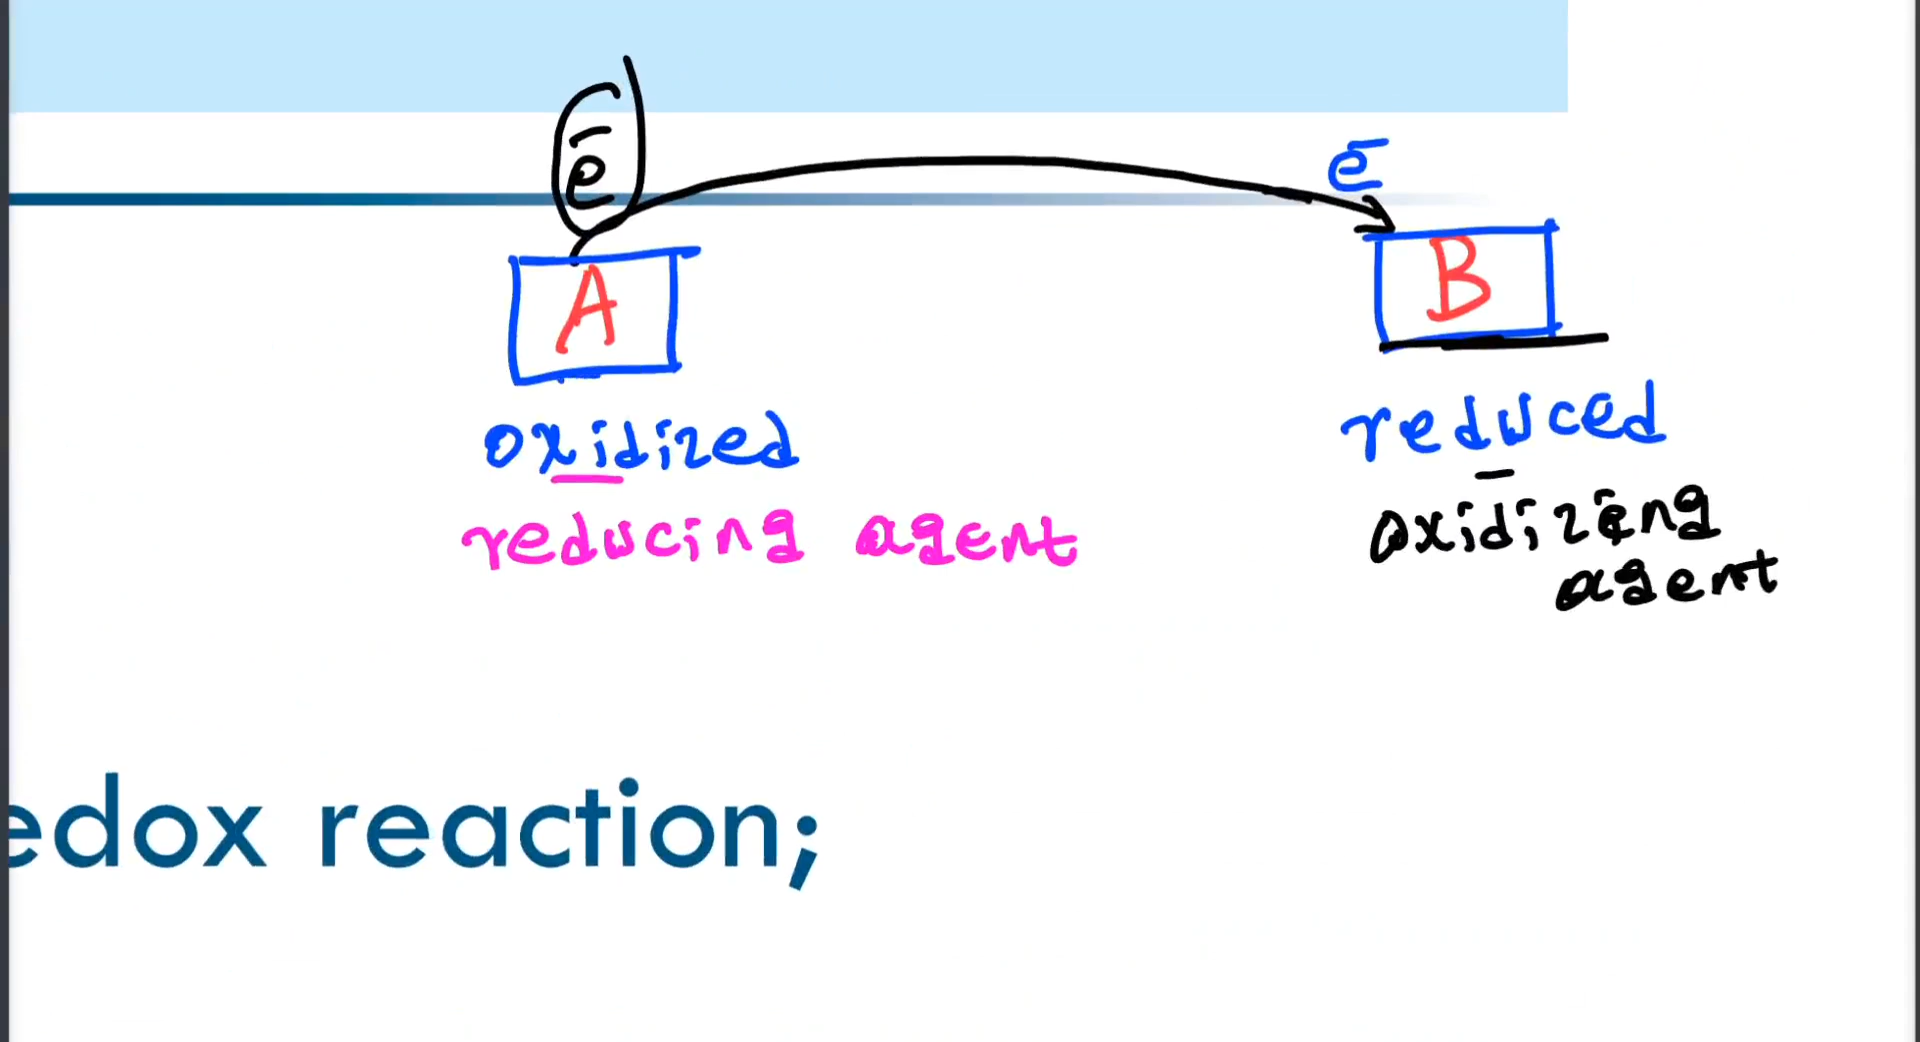 e
e
A
B
oxidized
reduced
reducing agent
oxidizing
agent
edox reaction;